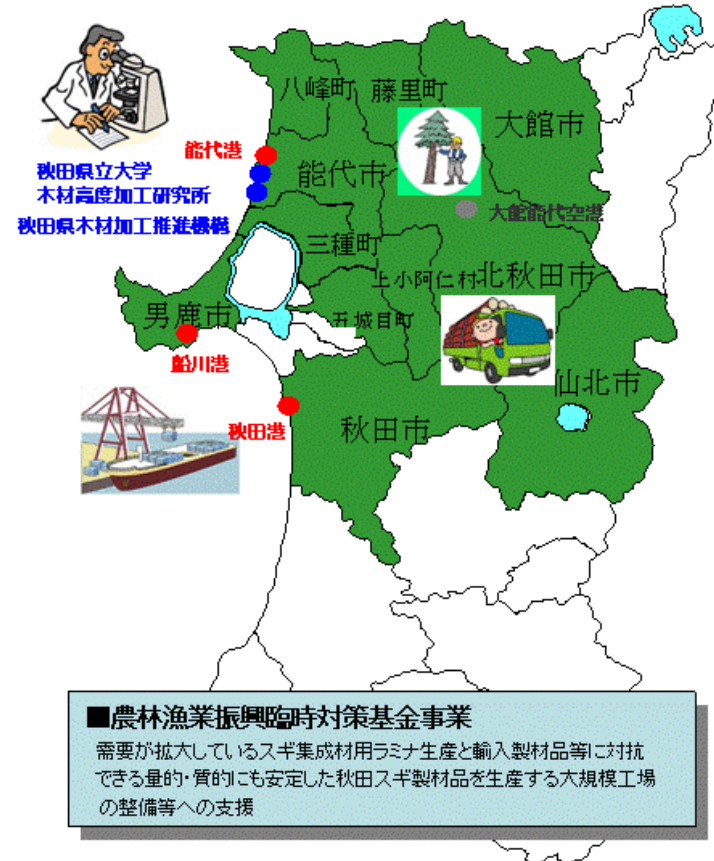 八峰町
藤里町
大館市
能代港
能代市
秋田県立大学
木材高度加工研究所
秋田県木材加工推進機構
大館能代空港
三種町
上小阿仁村
北秋田市
男鹿市
五城目町
船川港
仙北市
秋田港
秋田市
■農林漁業振興臨時対策基金事業
需要が拡大しているスギ集成材用ラミナ生産と輸入製材品等に対抗
できる量的・質的にも安定した秋田スギ製材品を生産する大規模工場
の整備等への支援